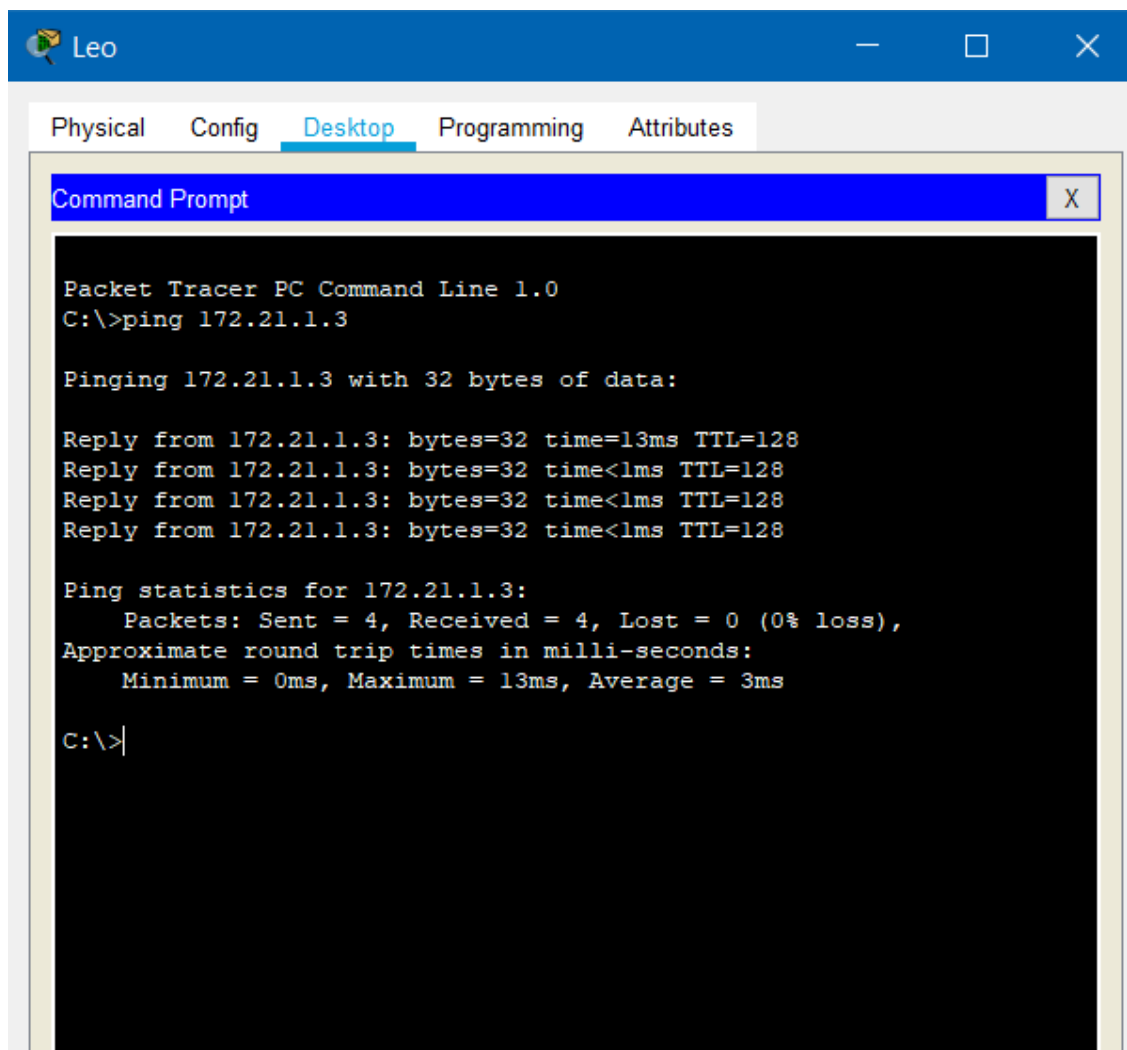 Leo
Physical Config Desktop Programming Attributes
Command Prompt X
Packet Tracer PC Command Line 1.0
C:\>ping 172.21.1.3
Pinging 172.21.1.3 with 32 bytes of data:
Reply from 172.21.1.3: bytes=32 time=13ms TTL=128
Reply from 172.21.1.3: bytes=32 time<1ms TTL=128
Reply from 172.21.1.3: bytes=32 time<1ms TTL=128
Reply from 172.21.1.3: bytes=32 time<1ms TTL=128
Ping statistics for 172.21.1.3:
    Packets: Sent = 4, Received = 4, Lost = 0 (0% loss),
Approximate round trip times in milli-seconds:
    Minimum = 0ms, Maximum = 13ms, Average = 3ms
C:\>